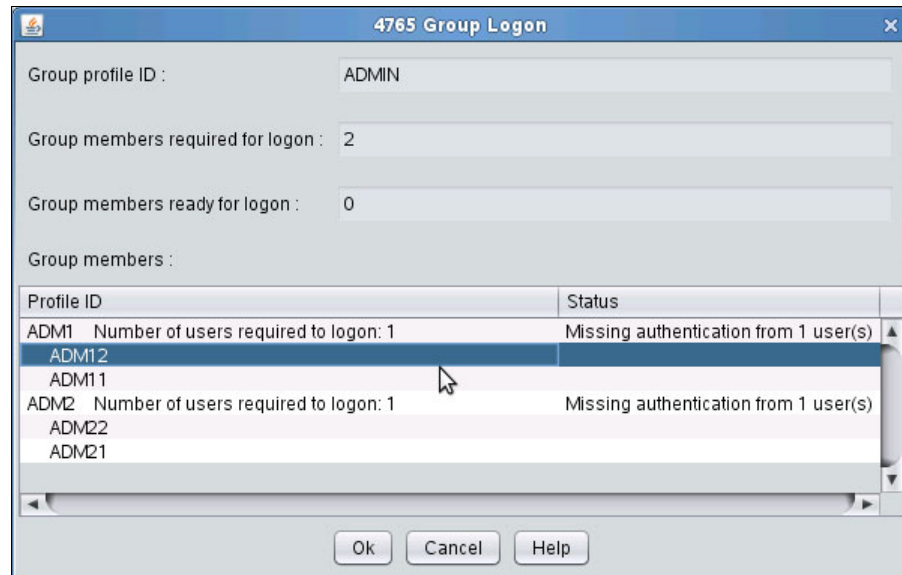 4765 Group Logon
Group profile ID : ADMIN
Group members required for logon : 2
Group members ready for logon : 0
Group members :
Profile ID Status
ADM1 Number of users required to logon: 1 Missing authentication from 1 user(s)
ADM12
ADM11
ADM2 Number of users required to logon: 1 Missing authentication from 1 user(s)
ADM22
ADM21
Ok Cancel Help